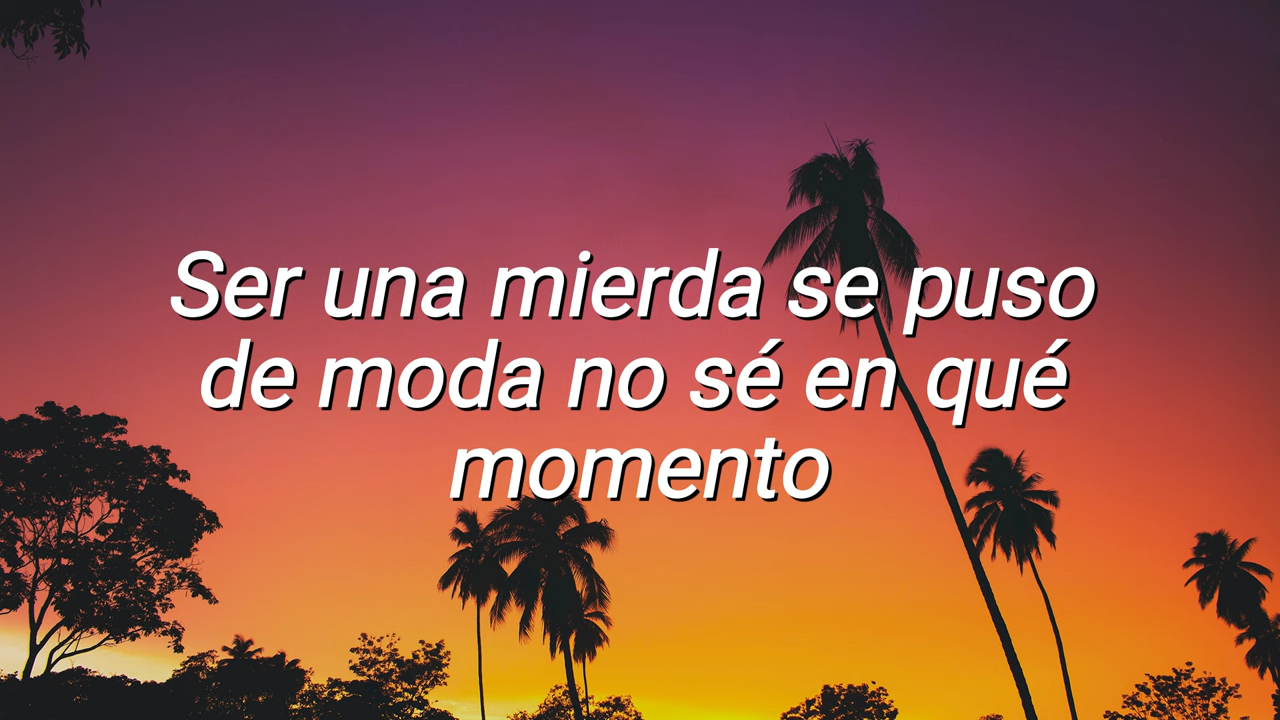 Ser una mierda se puso
de moda no sé en qué
momento